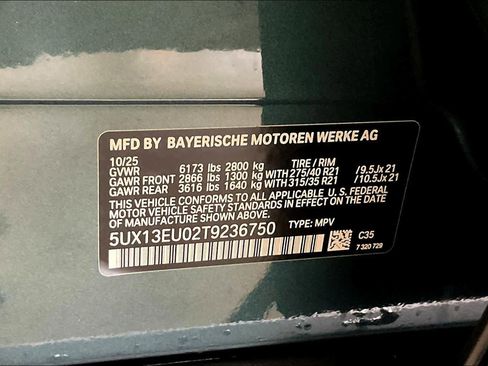 MFD BY BAYERISCHE MOTOREN WERKE AG
10/25 TIRE / RIM
GVWR 6173 lbs 2800 kg
GAWR FRONT 2866 lbs 1300 kg WITH 275/40 R21 /9.5Jx 21
GAWR REAR 3616 lbs 1640 kg WITH 315/35 R21 /10.5Jx 21
THIS VEHICLE CONFORMS TO ALL APPLICABLE U. S. FEDERAL
MOTOR VEHICLE SAFETY STANDARDS IN EFFECT ON THE
DATE OF MANUFACTURE SHOWN ABOVE.
5UX13EU02T9236750 TYPE: MPV
C35
7 320 729